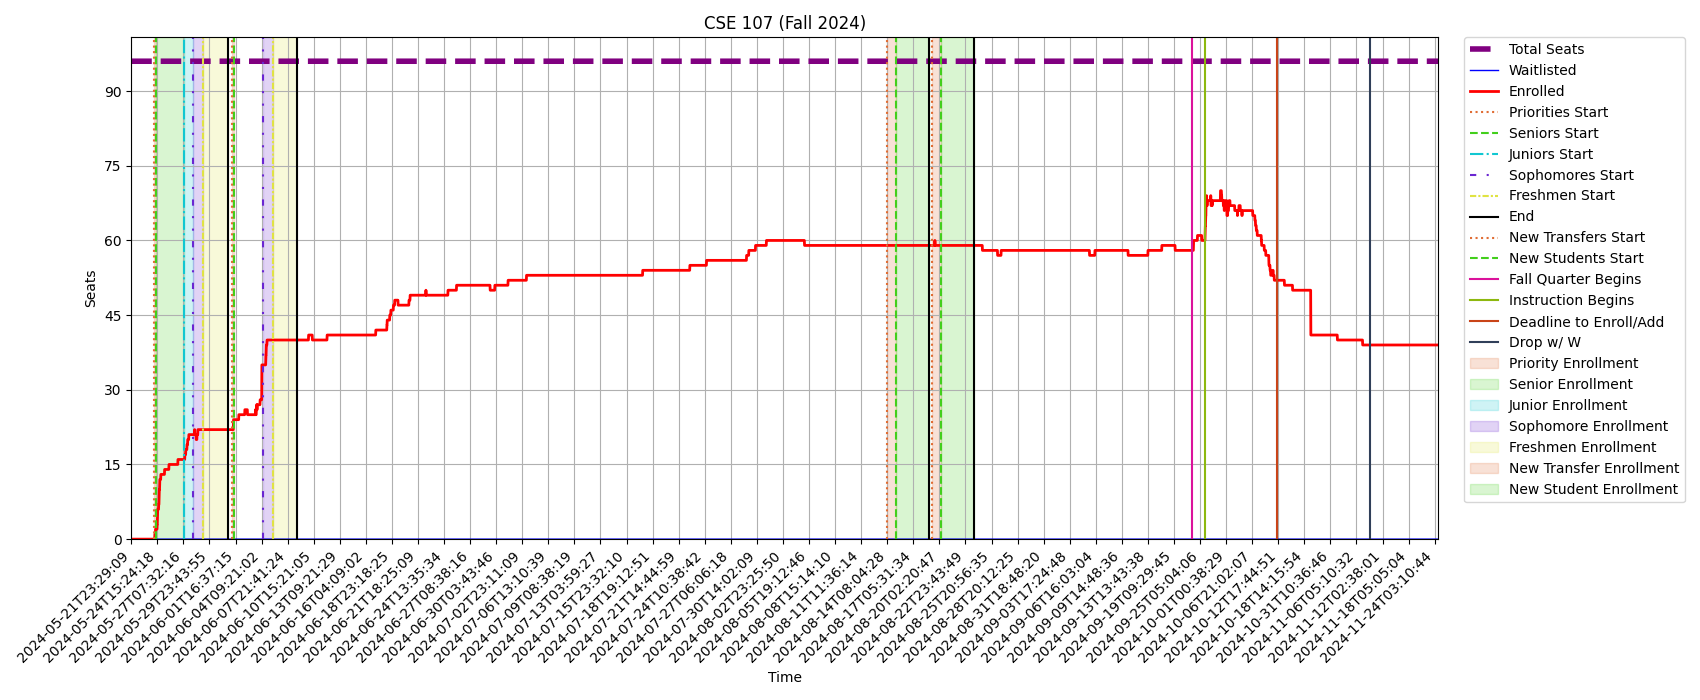 CSE 107 (Fall 2024)
Seats
90
75
60
45
30
15
0
2024-05-21T23:29:09
2024-05-24T15:24:18
2024-05-27T07:32:16
2024-05-29T23:43:55
2024-06-01T16:37:15
2024-06-04T09:21:02
2024-06-07T21:41:24
2024-06-10T15:21:05
2024-06-13T09:21:29
2024-06-16T04:09:02
2024-06-18T23:18:25
2024-06-21T18:25:09
2024-06-24T13:35:34
2024-06-27T08:38:16
2024-06-30T03:43:46
2024-07-02T23:11:09
2024-07-06T13:10:39
2024-07-09T08:38:19
2024-07-13T03:59:27
2024-07-15T23:32:10
2024-07-18T19:12:51
2024-07-21T14:44:59
2024-07-24T10:38:42
2024-07-27T06:06:18
2024-07-30T14:02:09
2024-08-02T23:25:50
2024-08-05T19:12:46
2024-08-08T15:14:10
2024-08-11T11:36:14
2024-08-14T08:04:28
2024-08-17T05:31:34
2024-08-20T02:20:47
2024-08-22T23:43:49
2024-08-25T20:56:35
2024-08-28T20:12:25
2024-08-31T18:48:20
2024-09-03T17:24:48
2024-09-06T16:03:04
2024-09-09T14:48:36
2024-09-13T13:43:38
2024-09-19T09:29:45
2024-09-25T05:04:06
2024-10-01T00:38:29
2024-10-06T21:02:07
2024-10-12T17:44:51
2024-10-18T14:15:54
2024-10-31T10:36:46
2024-11-06T05:10:32
2024-11-12T02:38:01
2024-11-18T05:05:04
2024-11-24T03:10:44
Time
Total Seats
Waitlisted
Enrolled
Priorities Start
Seniors Start
Juniors Start
Sophomores Start
Freshmen Start
End
New Transfers Start
New Students Start
Fall Quarter Begins
Instruction Begins
Deadline to Enroll/Add
Drop w/ W
Priority Enrollment
Senior Enrollment
Junior Enrollment
Sophomore Enrollment
Freshmen Enrollment
New Transfer Enrollment
New Student Enrollment